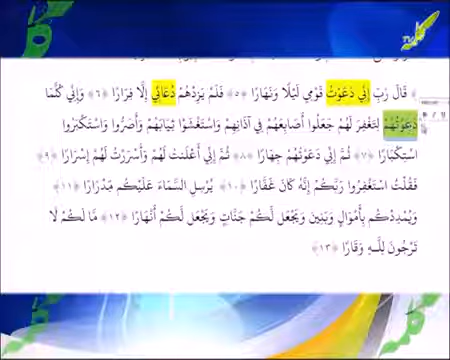 ﴿ قَالَ رَبِّ إِنِّي دَعَوْتُ قَوْمِي لَيْلًا وَنَهَارًا ﴿٥﴾ فَلَمْ يَزِدْهُمْ دُعَائِي إِلَّا فِرَارًا ﴿٦﴾ وَإِنِّي كُلَّمَا
دَعَوْتُهُمْ لِتَغْفِرَ لَهُمْ جَعَلُوا أَصَابِعَهُمْ فِي آذَانِهِمْ وَاسْتَغْشَوْا ثِيَابَهُمْ وَأَصَرُّوا وَاسْتَكْبَرُوا
اسْتِكْبَارًا ﴿٧﴾ ثُمَّ إِنِّي دَعَوْتُهُمْ جِهَارًا ﴿٨﴾ ثُمَّ إِنِّي أَعْلَنْتُ لَهُمْ وَأَسْرَرْتُ لَهُمْ إِسْرَارًا ﴿٩﴾
فَقُلْتُ اسْتَغْفِرُوا رَبَّكُمْ إِنَّهُ كَانَ غَفَّارًا ﴿١٠﴾ يُرْسِلِ السَّمَاءَ عَلَيْكُم مِّدْرَارًا ﴿١١﴾
وَيُمْدِدْكُم بِأَمْوَالٍ وَبَنِينَ وَيَجْعَل لَّكُمْ جَنَّاتٍ وَيَجْعَل لَّكُمْ أَنْهَارًا ﴿١٢﴾ مَّا لَكُمْ لَا
تَرْجُونَ لِلَّـهِ وَقَارًا ﴿١٣﴾